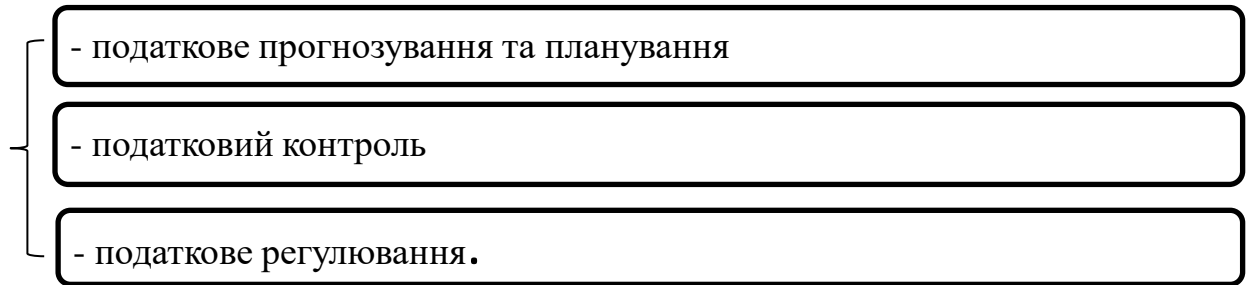 - податкове прогнозування та планування
- податковий контроль
- податкове регулювання.